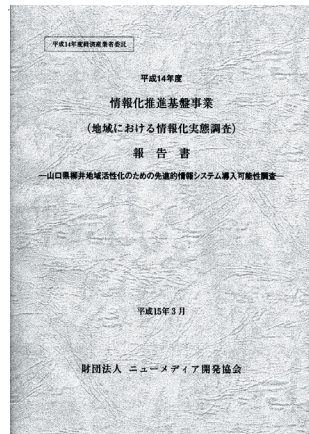 平成14年度経済産業省委託
平成14年度
情報化推進基盤事業
（地域における情報化実態調査）
報告書
―山口県柳井地域活性化のための先進的情報システム導入可能性調査―
平成15年３月
財団法人 ニューメディア開発協会